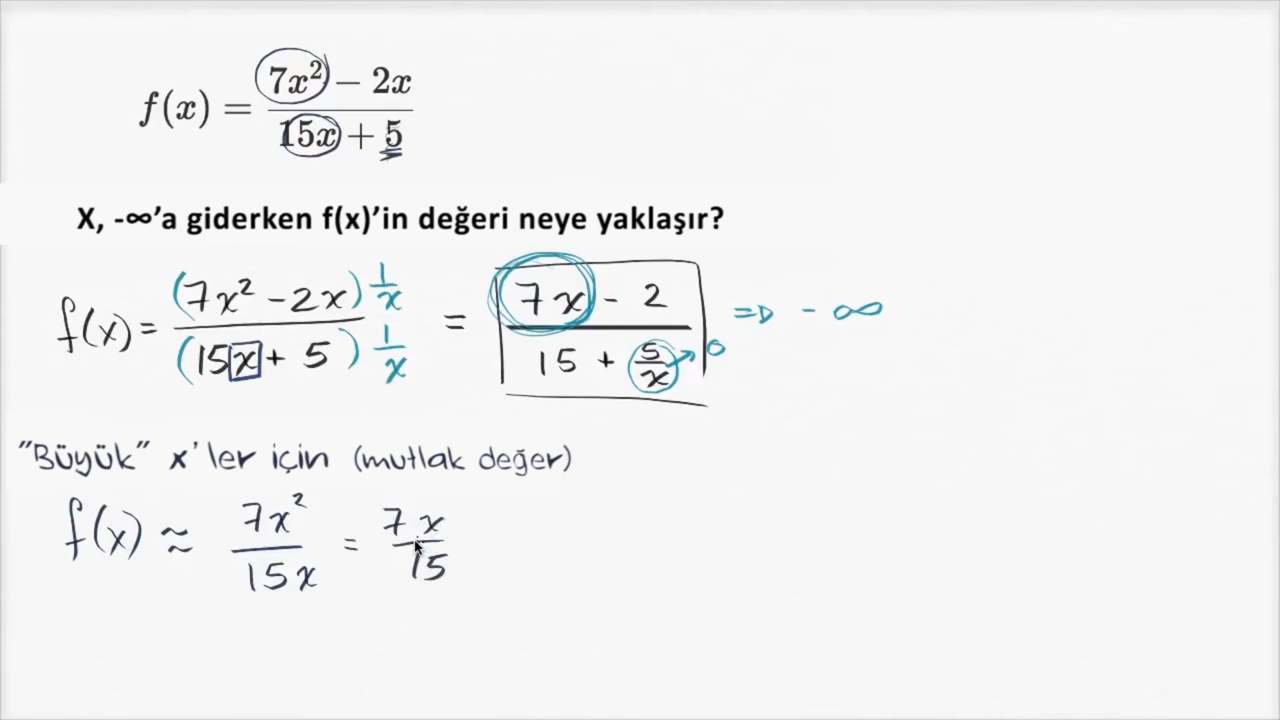 f(x) = (7x² − 2x) / (15x + 5)
X, -∞'a giderken f(x)'in değeri neye yaklaşır?
f(x) = (7x² - 2x) 1/x / (15x + 5) 1/x = (7x - 2) / (15 + 5/x) → 0 ⇒ - ∞
"Büyük" x'ler için (mutlak değer)
f(x) ≈ 7x² / 15x = 7x / 15